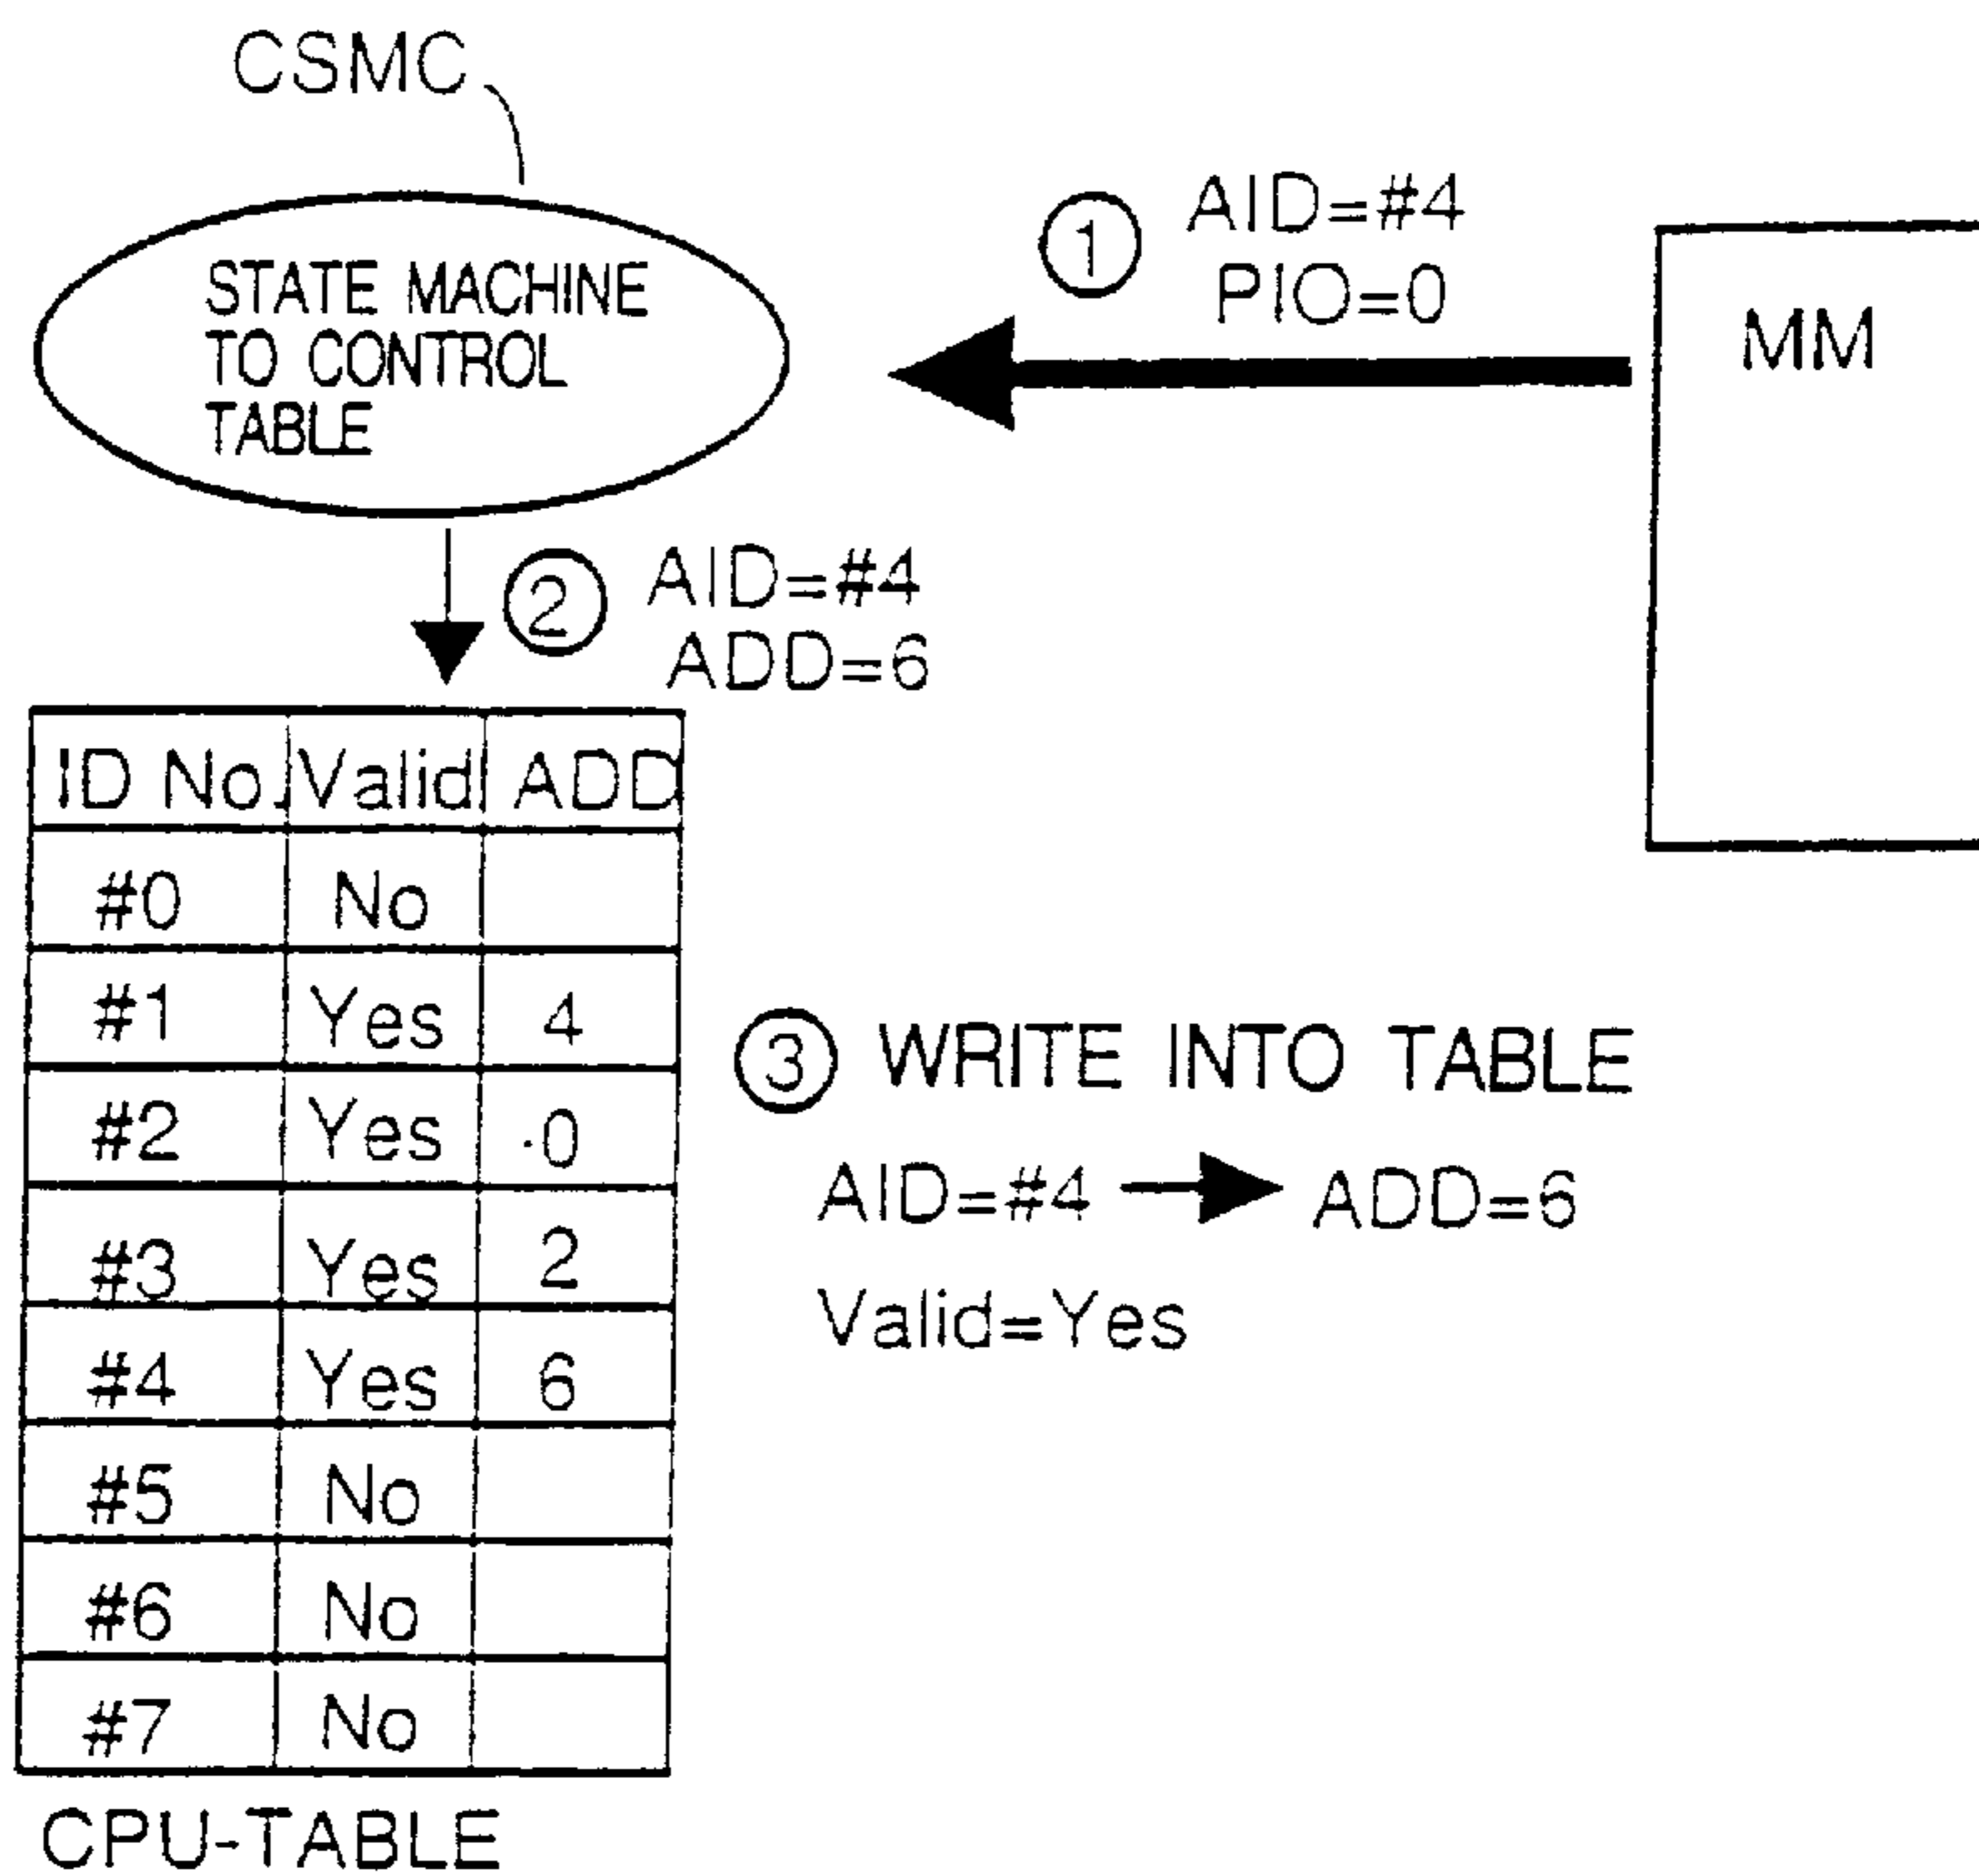 CSMC
STATE MACHINE
TO CONTROL
TABLE
① AID=#4
PIO=0
MM
② AID=#4
ADD=6
ID No. Valid ADD
#0 No
#1 Yes 4
#2 Yes 0
#3 Yes 2
#4 Yes 6
#5 No
#6 No
#7 No
③ WRITE INTO TABLE
AID=#4 → ADD=6
Valid=Yes
CPU-TABLE